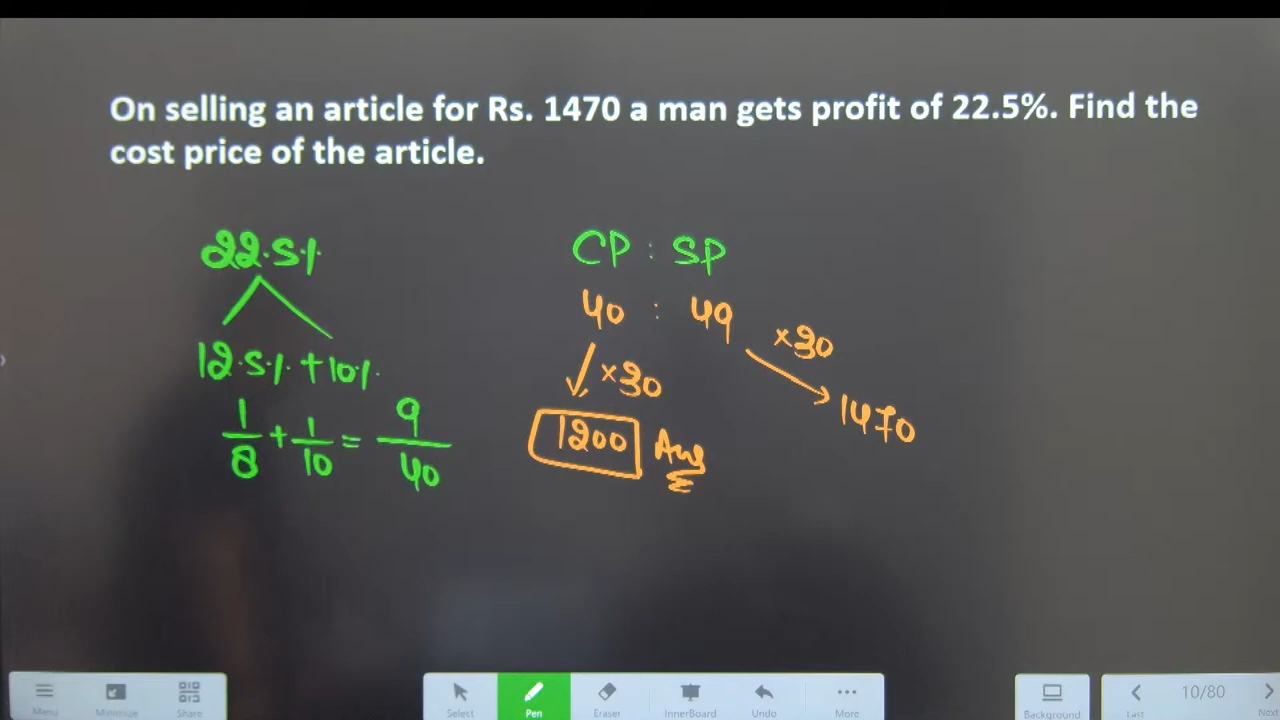 On selling an article for Rs. 1470 a man gets profit of 22.5%. Find the
cost price of the article.
22.5%
12.5% + 10%
1/8 + 1/10 = 9/40
CP : SP
40 : 49
×30
×30
1470
1200 Ans
Menu
Minimize
Share
Select
Pen
Eraser
InnerBoard
Undo
More
Background
Last
10/80
Next